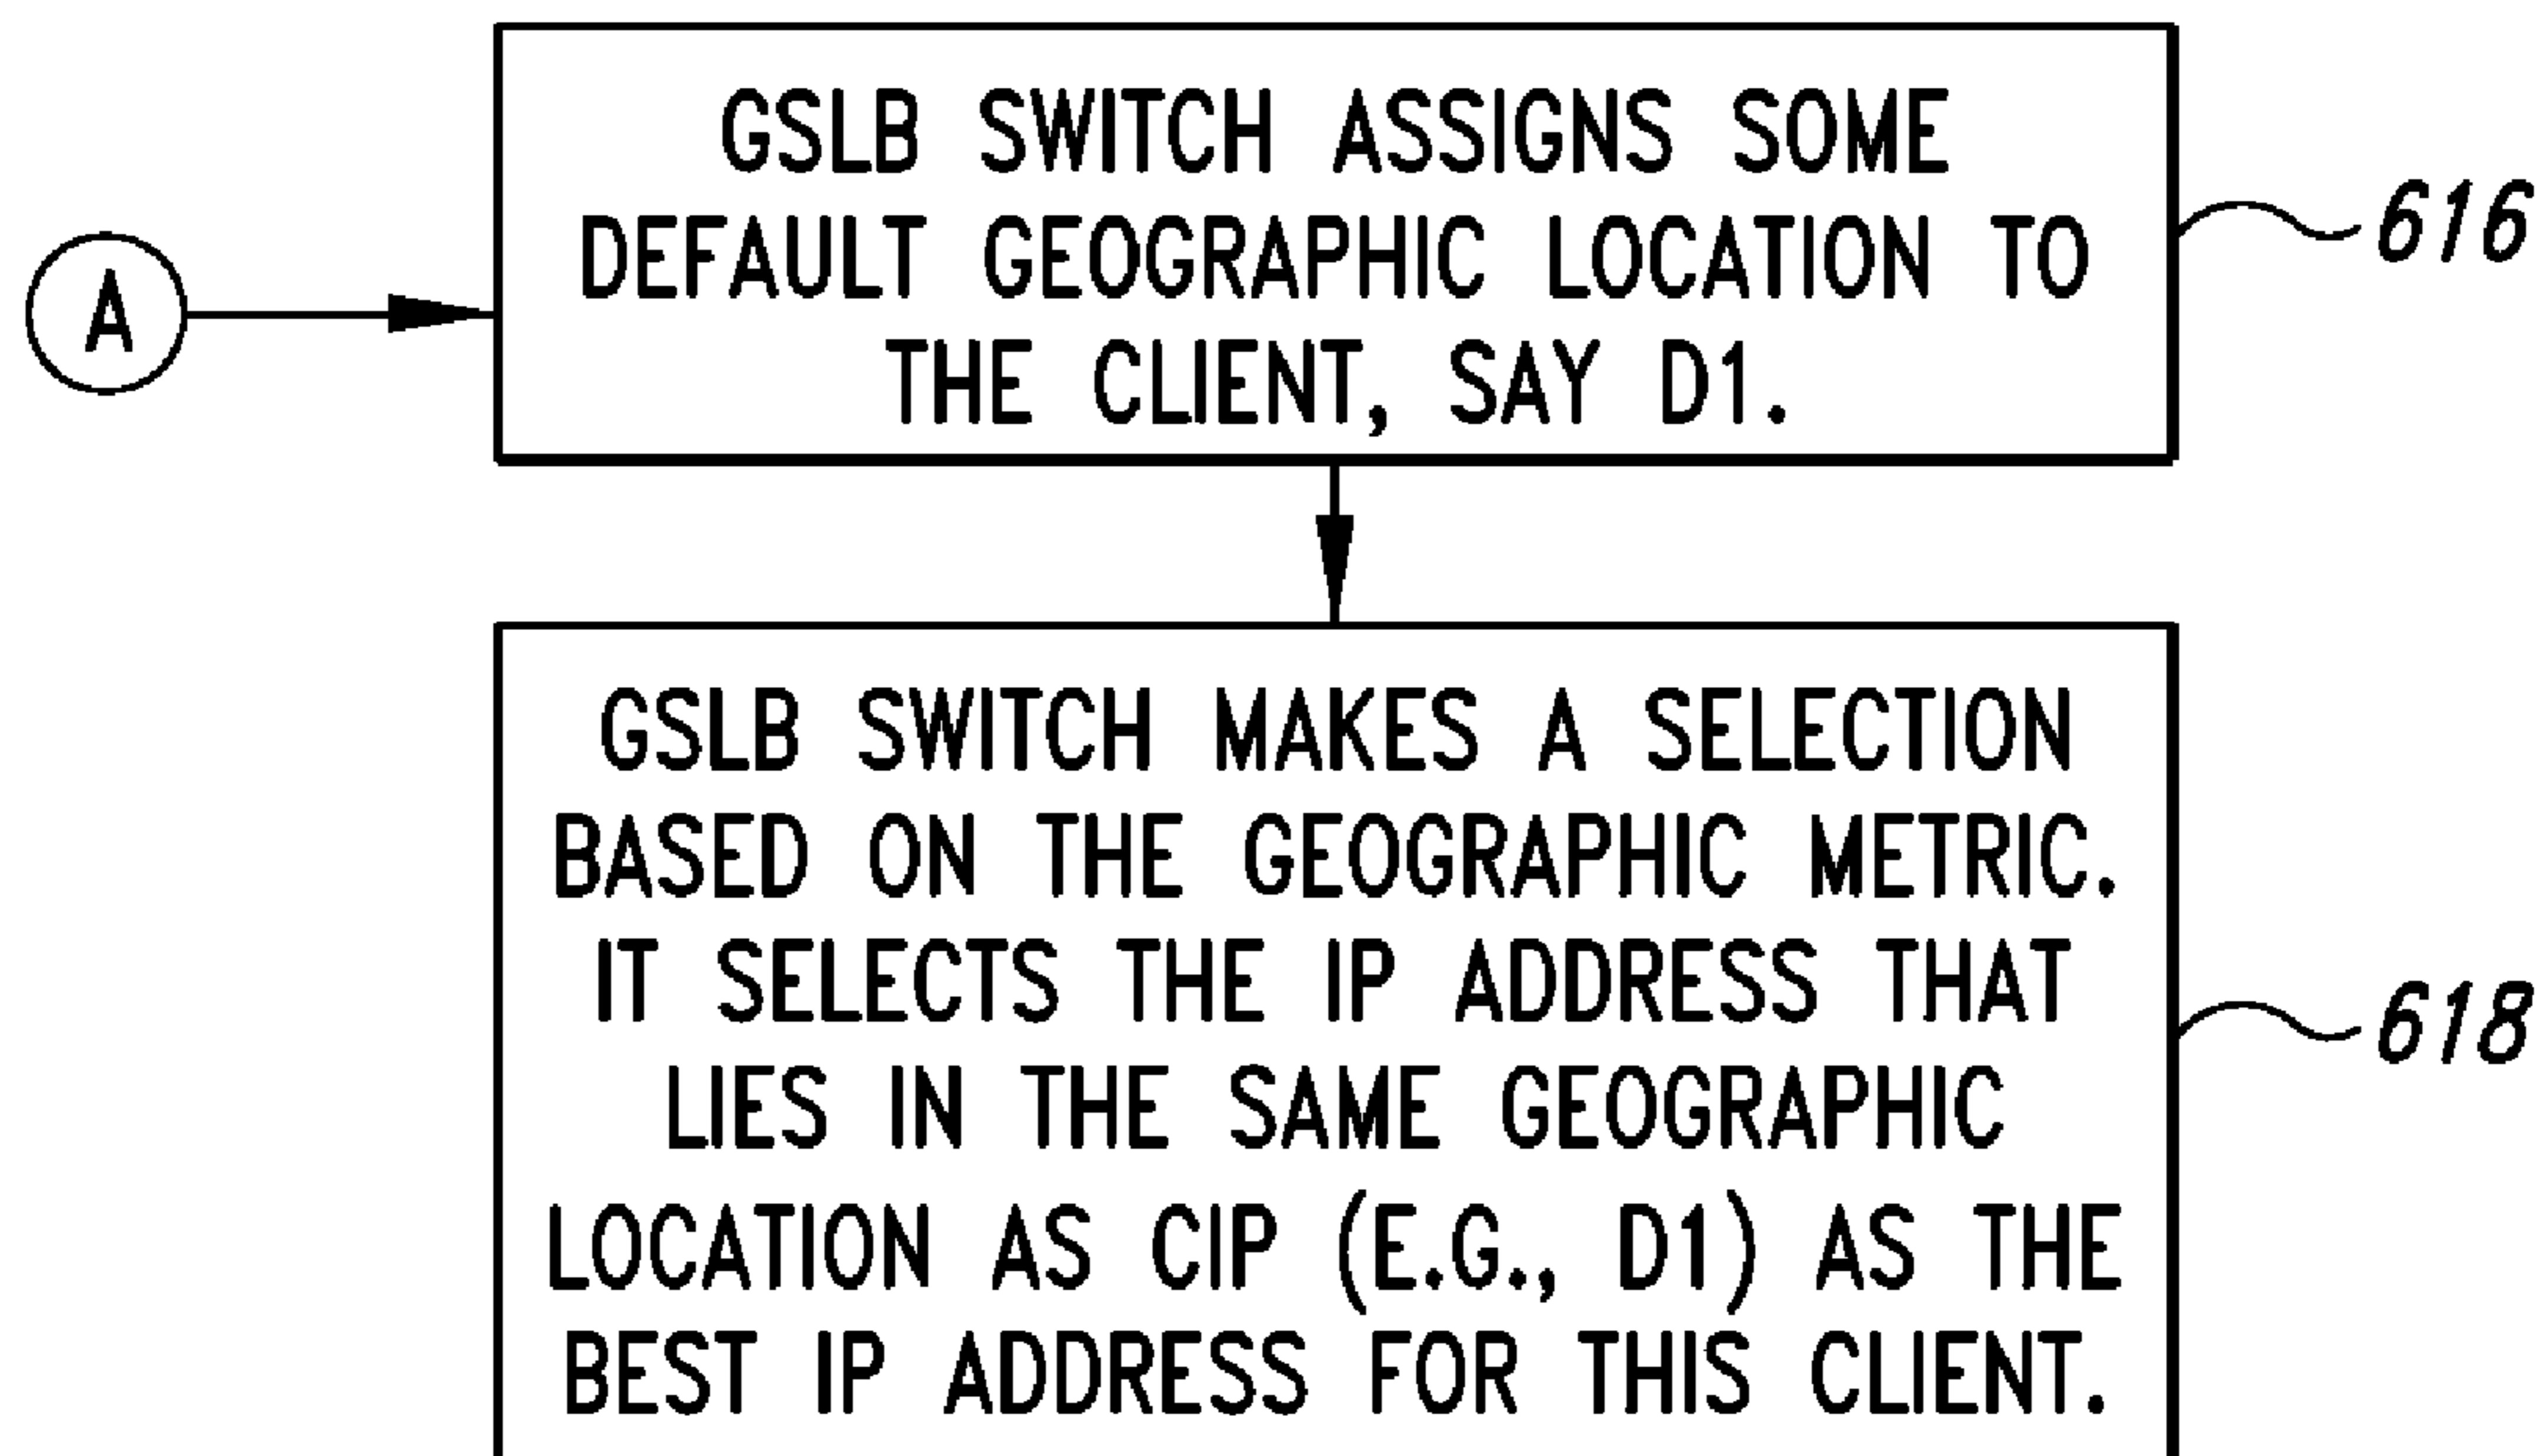 GSLB SWITCH ASSIGNS SOME
DEFAULT GEOGRAPHIC LOCATION TO
THE CLIENT, SAY D1.
616
A
GSLB SWITCH MAKES A SELECTION
BASED ON THE GEOGRAPHIC METRIC.
IT SELECTS THE IP ADDRESS THAT
LIES IN THE SAME GEOGRAPHIC
LOCATION AS CIP (E.G., D1) AS THE
BEST IP ADDRESS FOR THIS CLIENT.
618